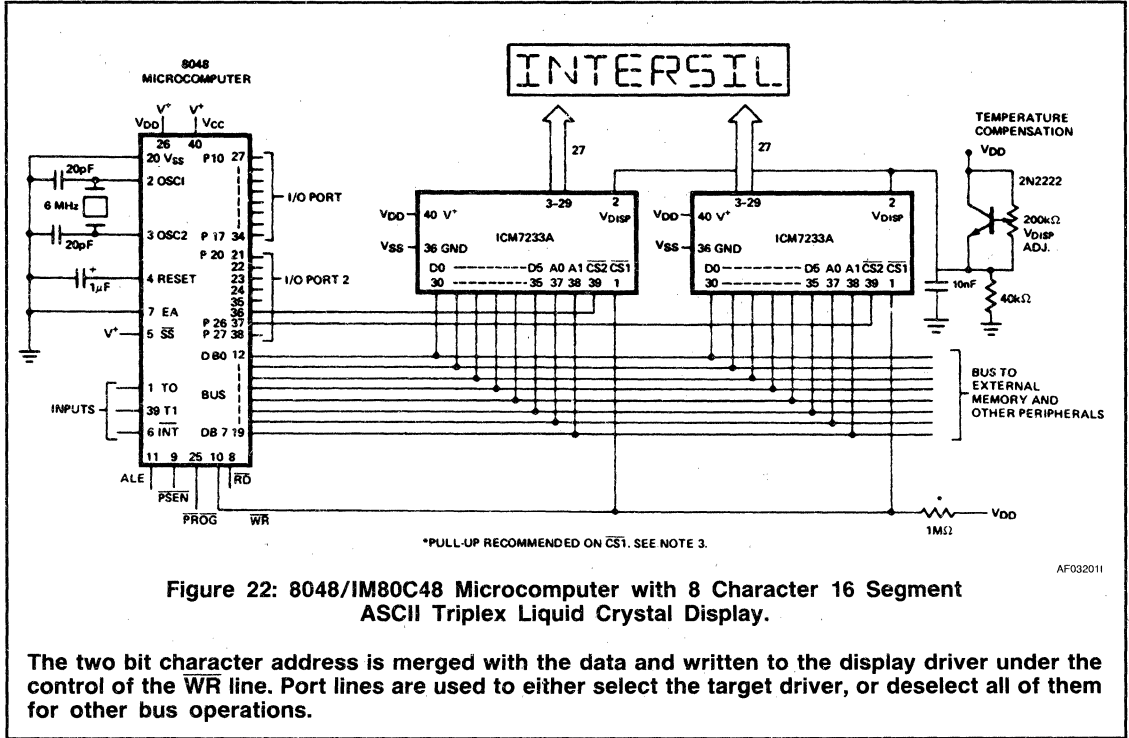 INTERSIL
8048
MICROCOMPUTER
V+ V+
VDD VCC
26 40
20 VSS P10 27
20pF
2 OSC1
6 MHz
I/O PORT
3 OSC2 P 17 34
20pF
P 20 21
22
4 RESET 23
1μF
24
I/O PORT 2
35
36
7 EA P 26 37
V+ 5 SS P 27 38
DB0 12
1 TO BUS
INPUTS 39 T1
6 INT DB 7 19
11 9 25 10 8
ALE RD
PSEN
PROG WR
27 27
3-29 2
VDISP
VDD 40 V+
ICM7233A
VSS 36 GND
D0 D5 A0 A1 CS2 CS1
30 35 37 38 39 1
3-29 2
VDISP
VDD 40 V+
ICM7233A
VSS 36 GND
D0 D5 A0 A1 CS2 CS1
30 35 37 38 39 1
TEMPERATURE
COMPENSATION
VDD
2N2222
200kΩ
VDISP
ADJ.
10nF
40kΩ
BUS TO
EXTERNAL
MEMORY AND
OTHER PERIPHERALS
* 1MΩ VDD
*PULL-UP RECOMMENDED ON CS1. SEE NOTE 3.
AF03201I
Figure 22: 8048/IM80C48 Microcomputer with 8 Character 16 Segment
ASCII Triplex Liquid Crystal Display.
The two bit character address is merged with the data and written to the display driver under the
control of the WR line. Port lines are used to either select the target driver, or deselect all of them
for other bus operations.